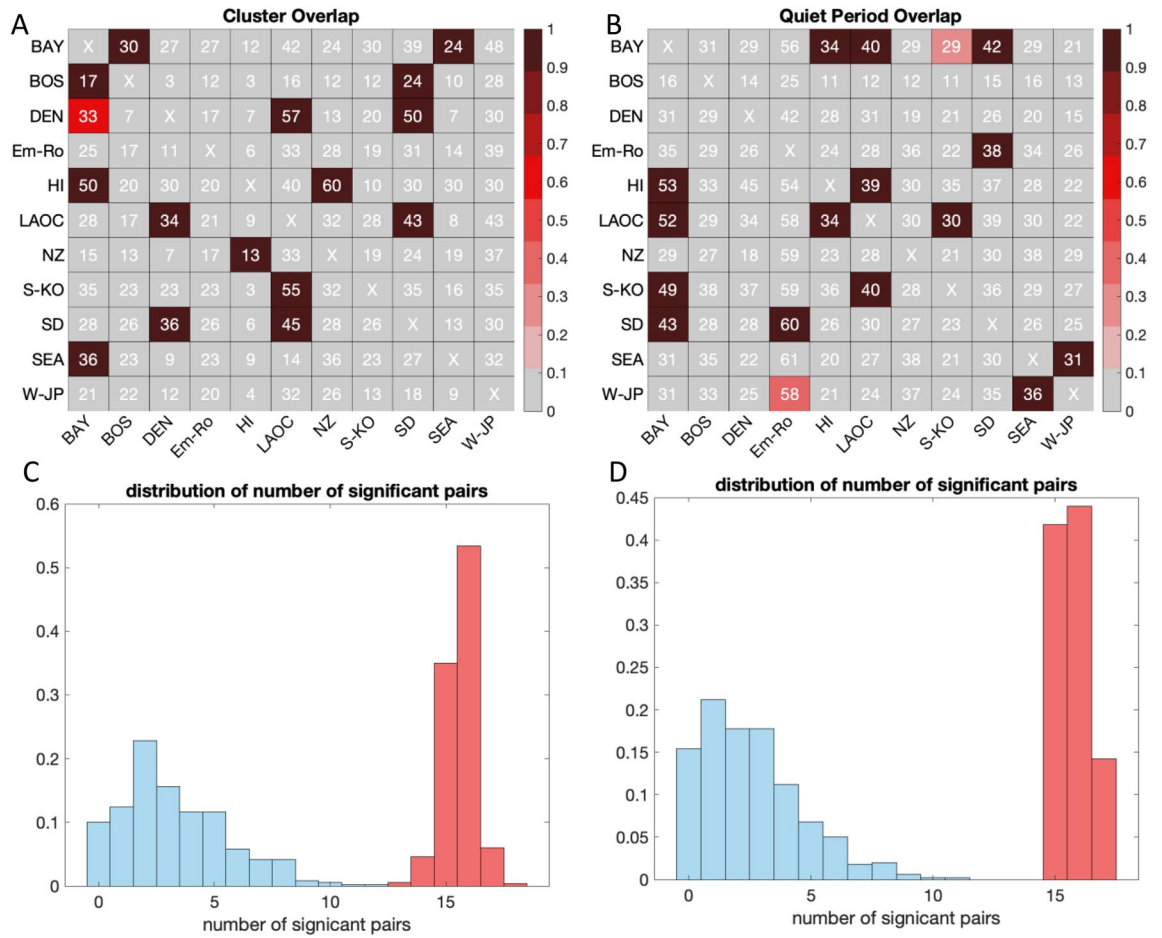 A
Cluster Overlap
BAY X 30 27 27 12 42 24 30 39 24 48
BOS 17 X 3 12 3 16 12 12 24 10 28
DEN 33 7 X 17 7 57 13 20 50 7 30
Em-Ro 25 17 11 X 6 33 28 19 31 14 39
HI 50 20 30 20 X 40 60 10 30 30 30
LAOC 28 17 34 21 9 X 32 28 43 8 43
NZ 15 13 7 17 13 33 X 19 24 19 37
S-KO 35 23 23 23 3 55 32 X 35 16 35
SD 28 26 36 26 6 45 28 26 X 13 30
SEA 36 23 9 23 9 14 36 23 27 X 32
W-JP 21 22 12 20 4 32 26 13 18 9 X
BAY BOS DEN Em-Ro HI LAOC NZ S-KO SD SEA W-JP
1
0.9
0.8
0.7
0.6
0.5
0.4
0.3
0.2
0.1
0
B
Quiet Period Overlap
BAY X 31 29 56 34 40 29 29 42 29 21
BOS 16 X 14 25 11 12 12 11 15 16 13
DEN 31 29 X 42 28 31 19 21 26 20 15
Em-Ro 35 29 26 X 24 28 36 22 38 34 26
HI 53 33 45 54 X 39 30 35 37 28 22
LAOC 52 29 34 58 34 X 30 30 39 30 22
NZ 29 27 18 59 23 27 X 21 30 38 29
S-KO 49 38 37 59 36 40 28 X 36 29 27
SD 43 28 28 60 26 30 27 23 X 26 25
SEA 31 35 22 61 20 27 38 21 30 X 31
W-JP 31 33 25 58 21 24 37 24 35 36 X
BAY BOS DEN Em-Ro HI LAOC NZ S-KO SD SEA W-JP
1
0.9
0.8
0.7
0.6
0.5
0.4
0.3
0.2
0.1
0
C
distribution of number of significant pairs
0.6
0.5
0.4
0.3
0.2
0.1
0
0 5 10 15
number of signicant pairs
D
distribution of number of significant pairs
0.45
0.4
0.35
0.3
0.25
0.2
0.15
0.1
0.05
0
0 5 10 15
number of signicant pairs